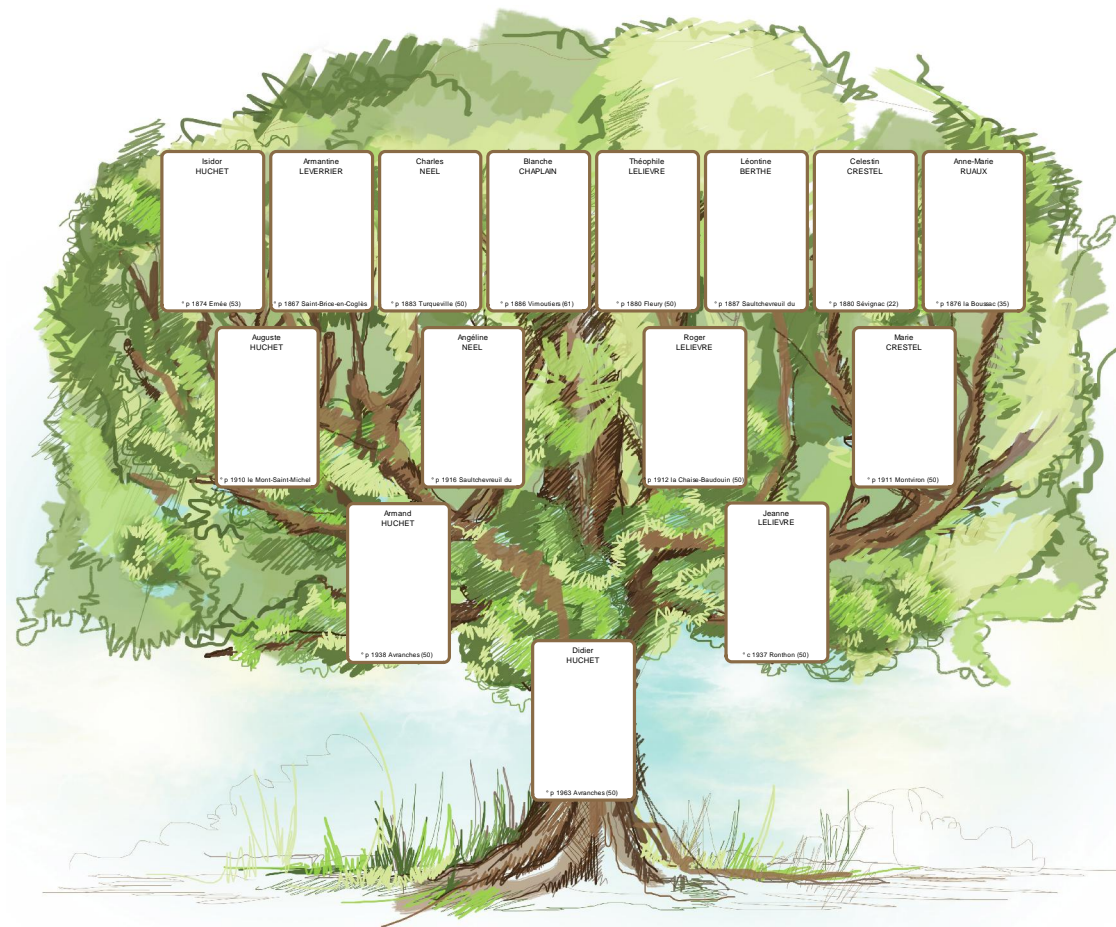 Isidor
HUCHET
° p 1874 Ernée (53)
Armantine
LEVERRIER
° p 1867 Saint-Brice-en-Coglès
Charles
NEEL
° p 1883 Turqueville (50)
Blanche
CHAPLAIN
° p 1886 Vimoutiers (61)
Théophile
LELIEVRE
° p 1880 Fleury (50)
Léontine
BERTHE
° p 1887 Saultchevreuil du
Celestin
CRESTEL
° p 1880 Sévignac (22)
Anne-Marie
RUAUX
° p 1876 la Boussac (35)
Auguste
HUCHET
° p 1910 le Mont-Saint-Michel
Angéline
NEEL
° p 1916 Saultchevreuil du
Roger
LELIEVRE
p 1912 la Chaise-Baudouin (50)
Marie
CRESTEL
° p 1911 Montviron (50)
Armand
HUCHET
° p 1938 Avranches (50)
Jeanne
LELIEVRE
° c 1937 Ronthon (50)
Didier
HUCHET
° p 1963 Avranches (50)